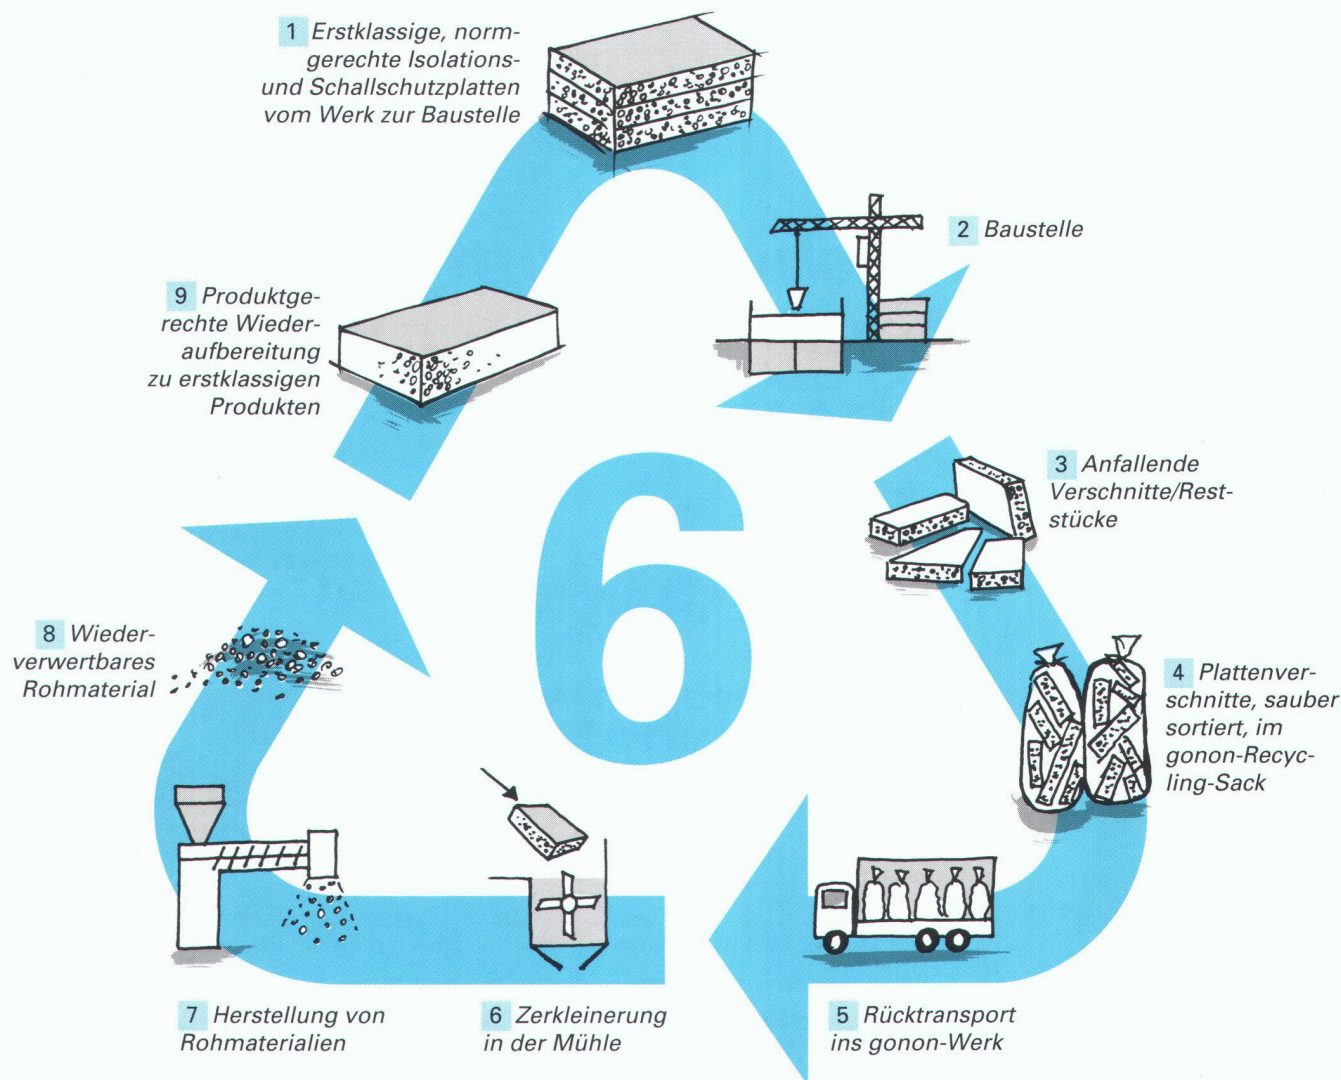 1 Erstklassige, norm-
gerechte Isolations-
und Schallschutzplatten
vom Werk zur Baustelle
2 Baustelle
3 Anfallende
Verschnitte/Rest-
stücke
4 Plattenver-
schnitte, sauber
sortiert, im
gonon-Recyc-
ling-Sack
5 Rücktransport
ins gonon-Werk
6 Zerkleinerung
in der Mühle
7 Herstellung von
Rohmaterialien
8 Wieder-
verwertbares
Rohmaterial
9 Produktge-
rechte Wieder-
aufbereitung
zu erstklassigen
Produkten
6